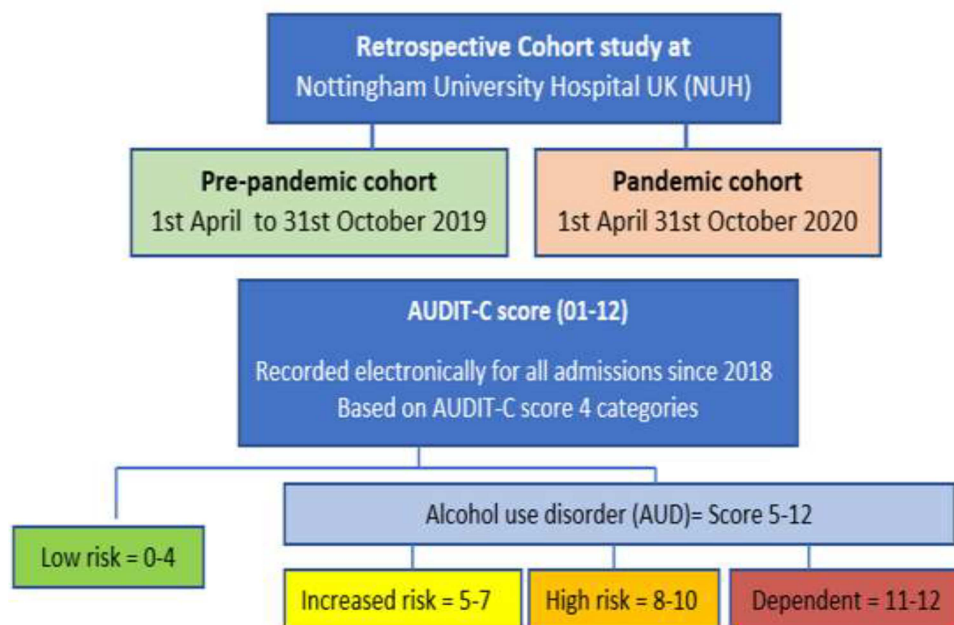 Retrospective Cohort study at
Nottingham University Hospital UK (NUH)
Pre-pandemic cohort
1st April to 31st October 2019
Pandemic cohort
1st April 31st October 2020
AUDIT-C score (01-12)
Recorded electronically for all admissions since 2018
Based on AUDIT-C score 4 categories
Alcohol use disorder (AUD)= Score 5-12
Low risk = 0-4
Increased risk = 5-7
High risk = 8-10
Dependent = 11-12